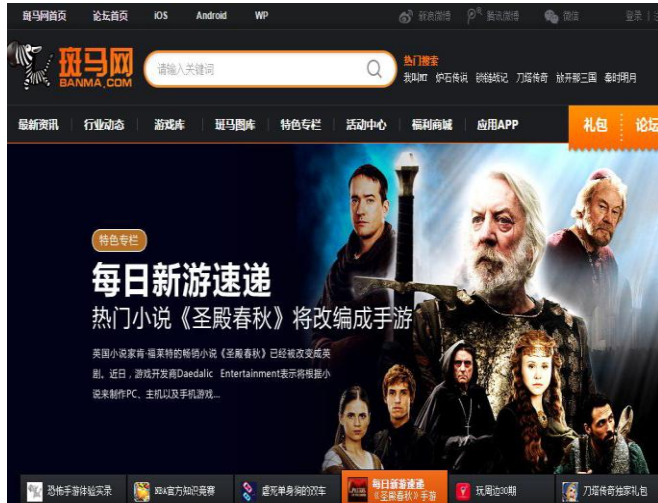 斑马网首页 论坛首页 iOS Android WP 新浪微博 腾讯微博 微信 登录
斑马网
BANMA.COM
请输入关键词
热门搜索
我叫MT 炉石传说 锁链战记 刀塔传奇 放开那三国 秦时明月
最新资讯 行业动态 游戏库 斑马图库 特色专栏 活动中心 福利商城 应用APP 礼包 论坛
特色专栏
每日新游速递
热门小说《圣殿春秋》将改编成手游
英国小说家肯·福莱特的畅销小说《圣殿春秋》已经被改变成英
剧。近日，游戏开发商Daedalic Entertainment表示将根据小
说来制作PC、主机以及手机游戏...
恐怖手游体验实录 NBA官方知识竞赛 虐死单身狗的双车 每日新游速递 玩周边30期 刀塔传奇独家礼包
《圣殿春秋》手游